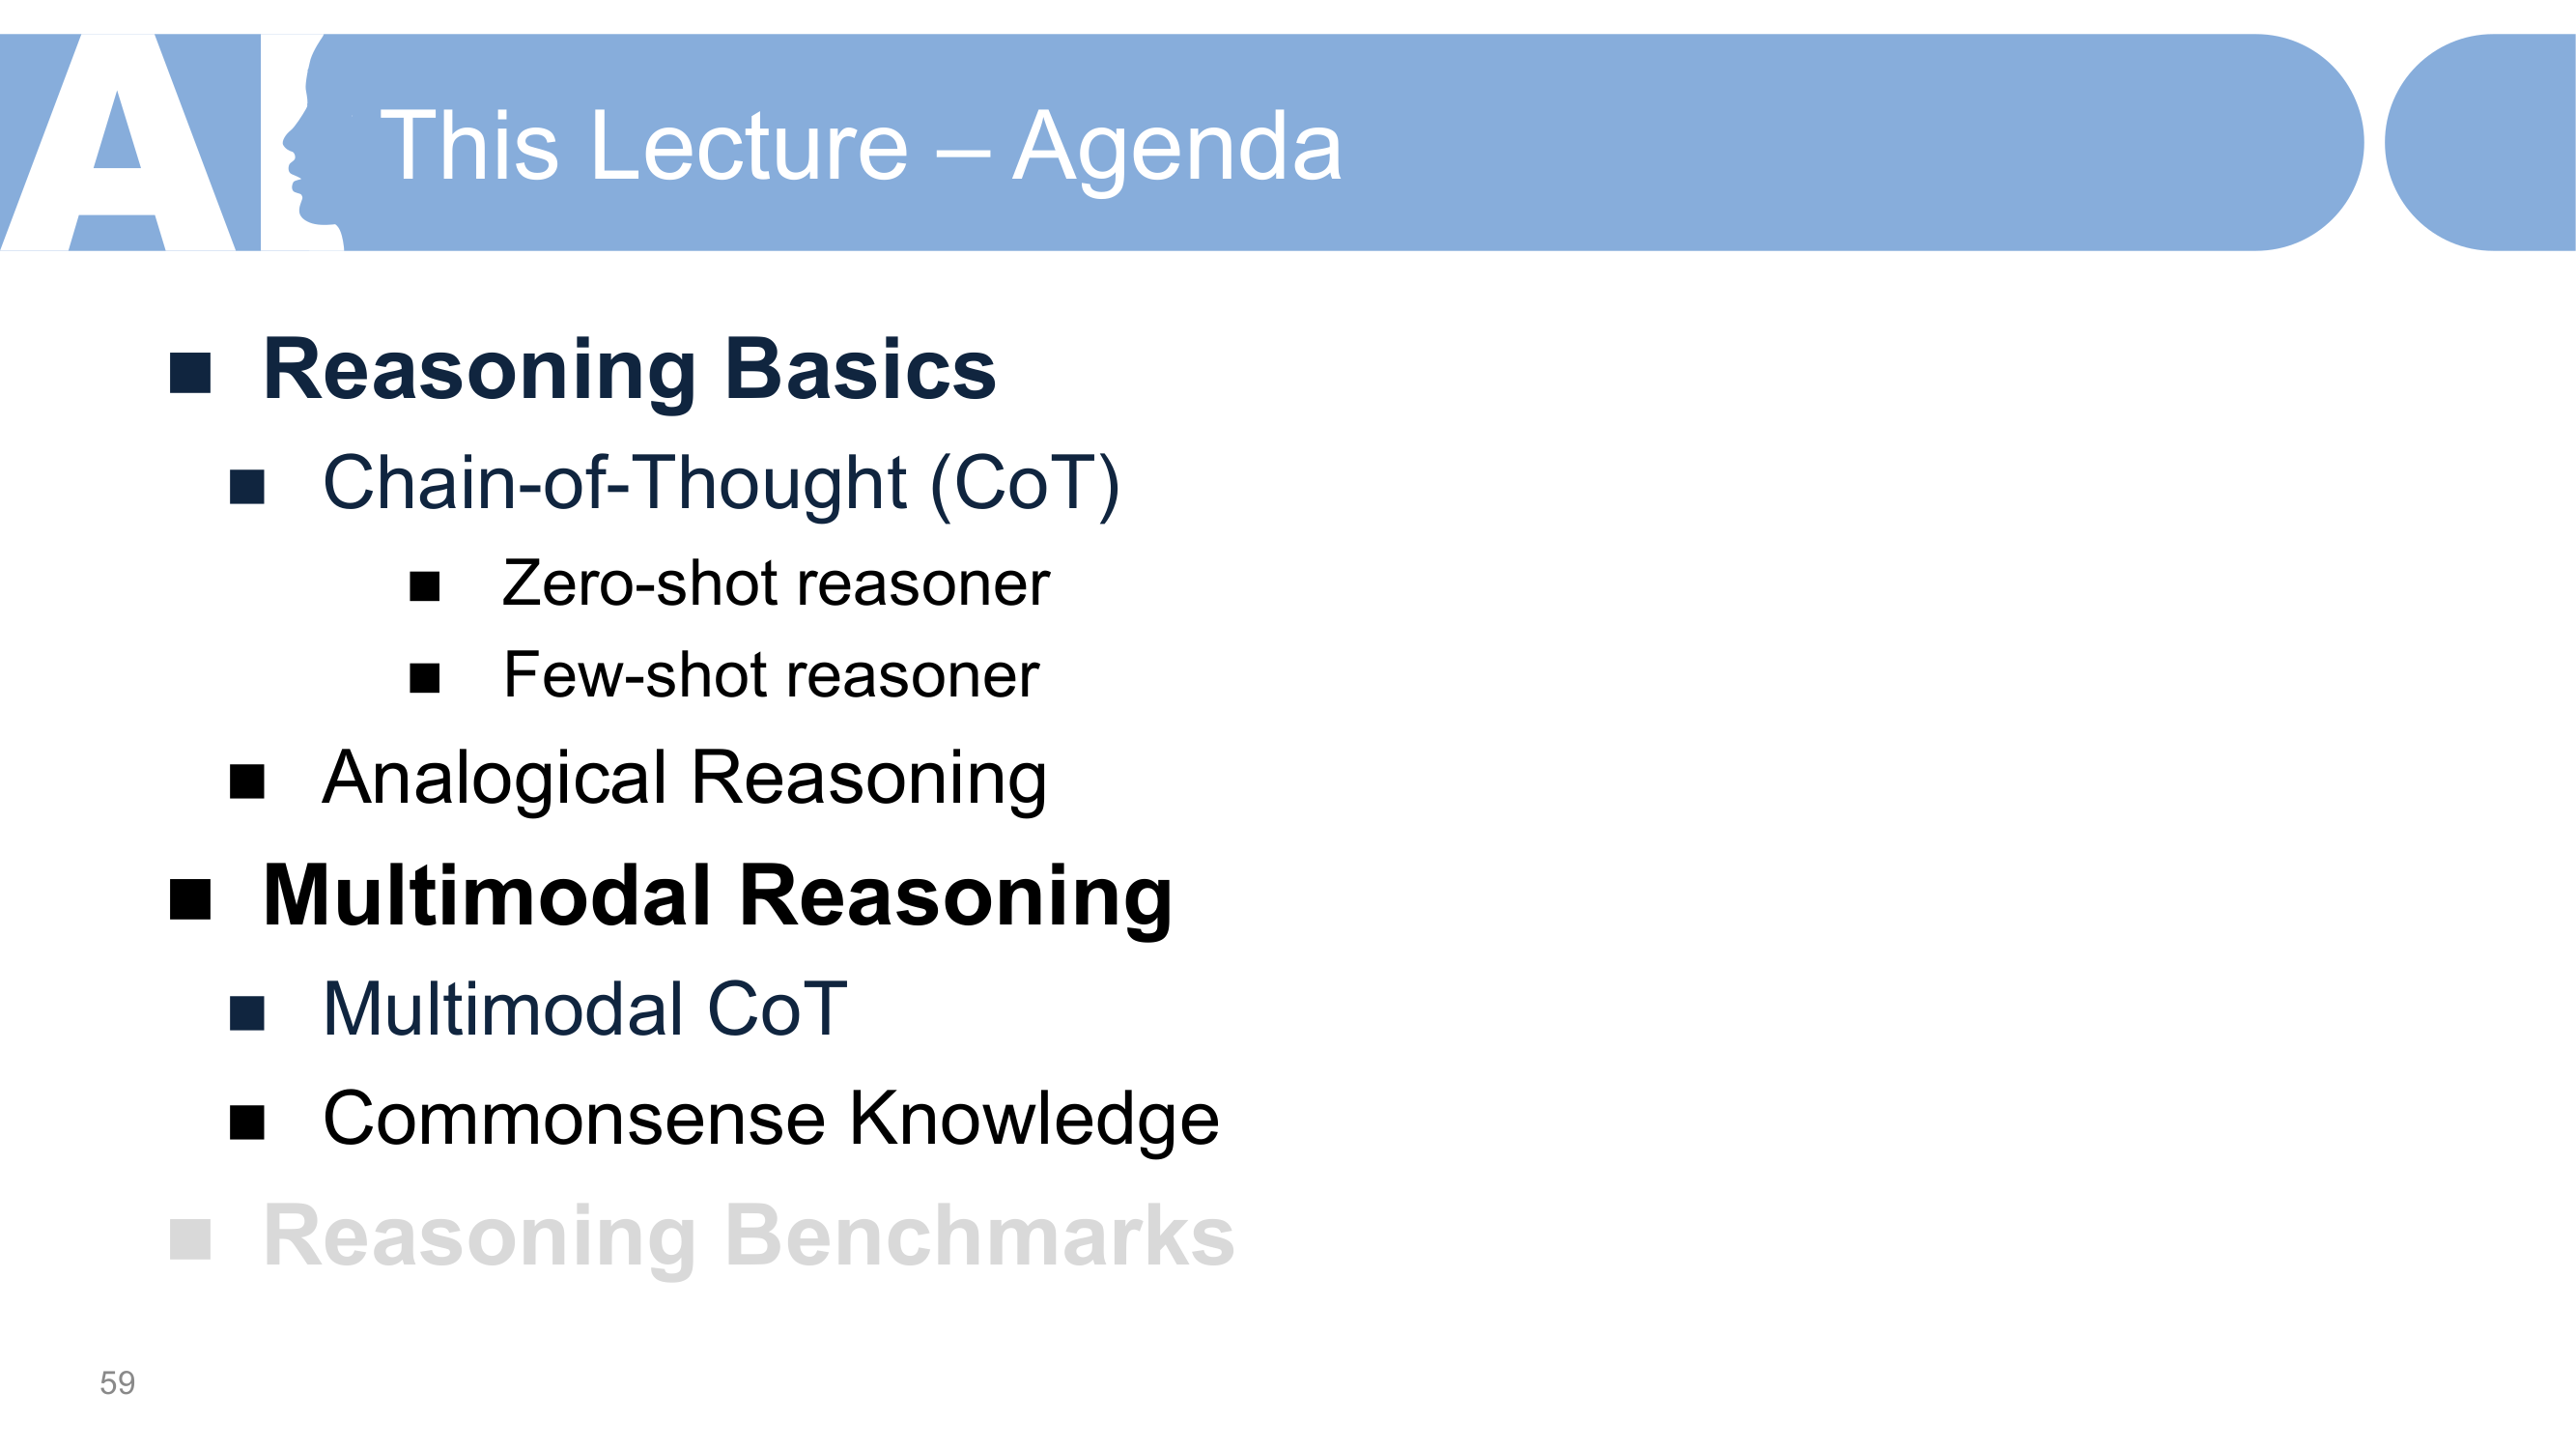 AI
This Lecture – Agenda
Reasoning Basics
Chain-of-Thought (CoT)
Zero-shot reasoner
Few-shot reasoner
Analogical Reasoning
Multimodal Reasoning
Multimodal CoT
Commonsense Knowledge
Reasoning Benchmarks
59